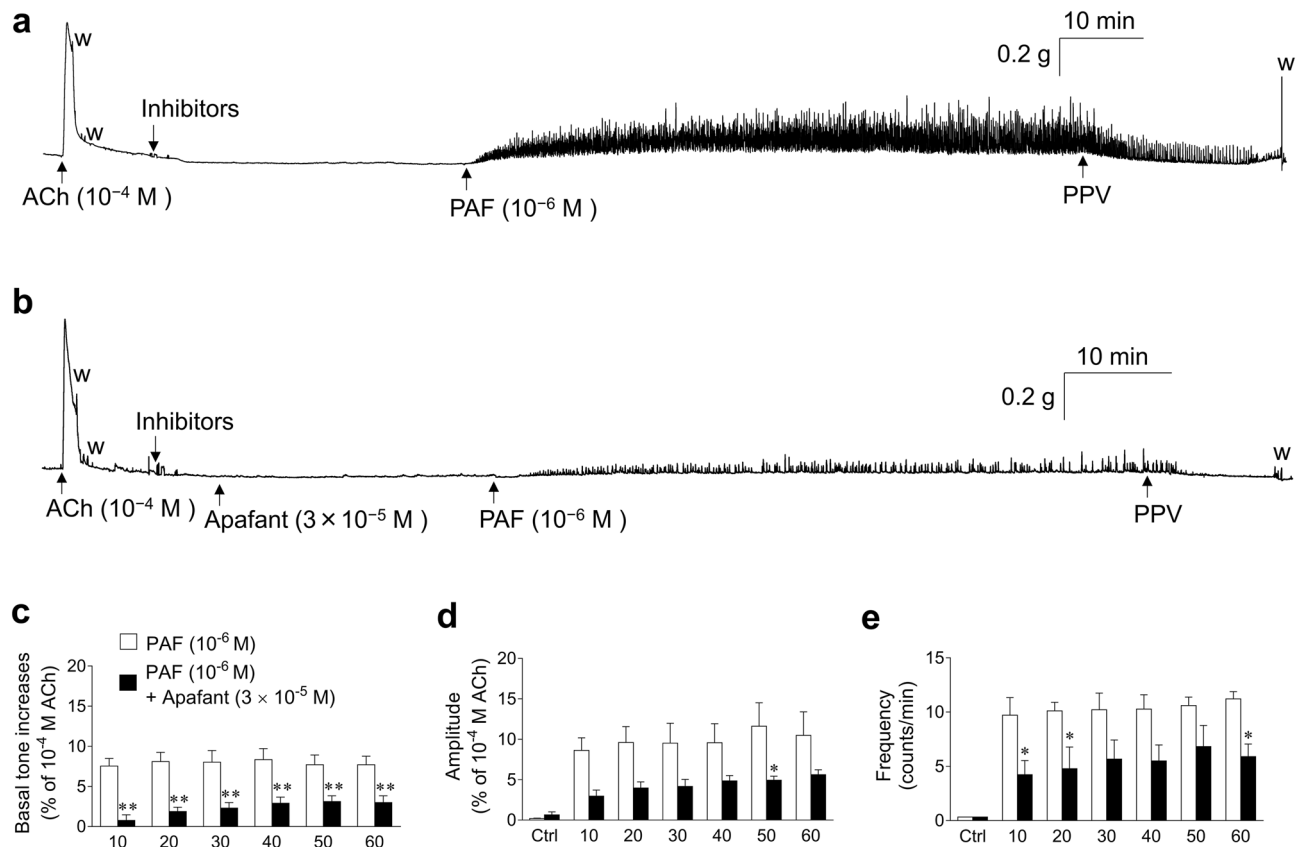 a
10 min
0.2 g
w
w
w
Inhibitors
ACh (10⁻⁴ M )
PAF (10⁻⁶ M )
PPV
b
10 min
0.2 g
w
w
w
Inhibitors
ACh (10⁻⁴ M )
Apafant (3 × 10⁻⁵ M )
PAF (10⁻⁶ M )
PPV
c
PAF (10⁻⁶ M)
PAF (10⁻⁶ M)
+ Apafant (3 × 10⁻⁵ M)
Basal tone increases
(% of 10⁻⁴ M ACh)
20
15
10
5
0
** ** ** ** ** **
10 20 30 40 50 60
d
Amplitude
(% of 10⁻⁴ M ACh)
20
15
10
5
0
*
Ctrl 10 20 30 40 50 60
e
Frequency
(counts/min)
15
10
5
0
* * *
Ctrl 10 20 30 40 50 60